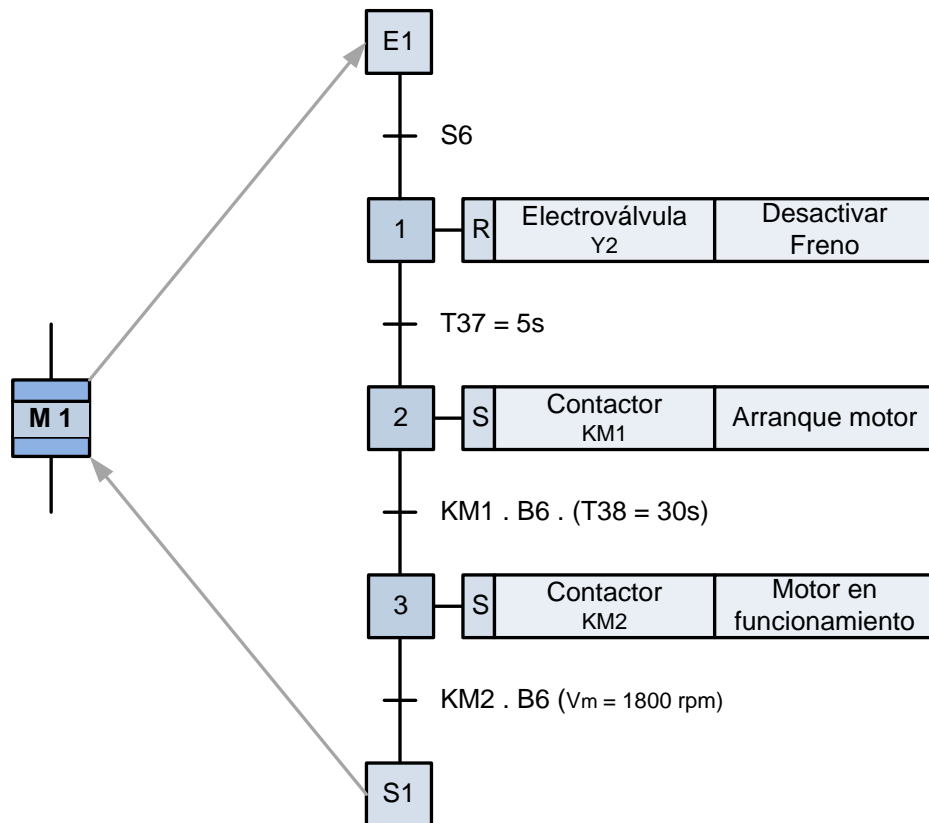 E1
S6
1
R
Electroválvula
Y2
Desactivar
Freno
T37 = 5s
M 1
2
S
Contactor
KM1
Arranque motor
KM1 . B6 . (T38 = 30s)
3
S
Contactor
KM2
Motor en
funcionamiento
KM2 . B6 (Vm = 1800 rpm)
S1